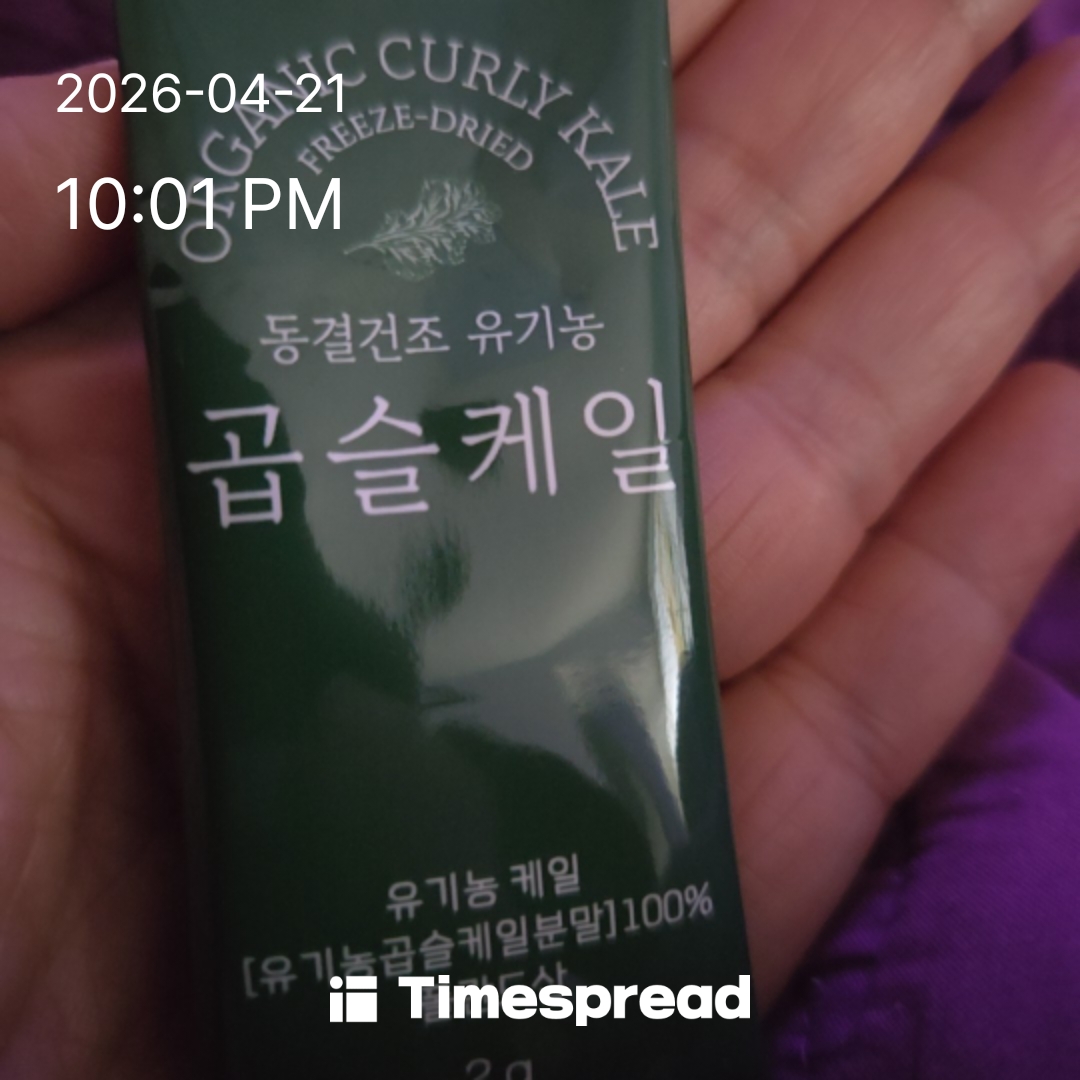 2026-04-21
10:01 PM
ORGANIC CURLY KALE
FREEZE-DRIED
동결건조 유기농
곱슬케일
유기농 케일
[유기농곱슬케일분말]100%
Timespread
2g